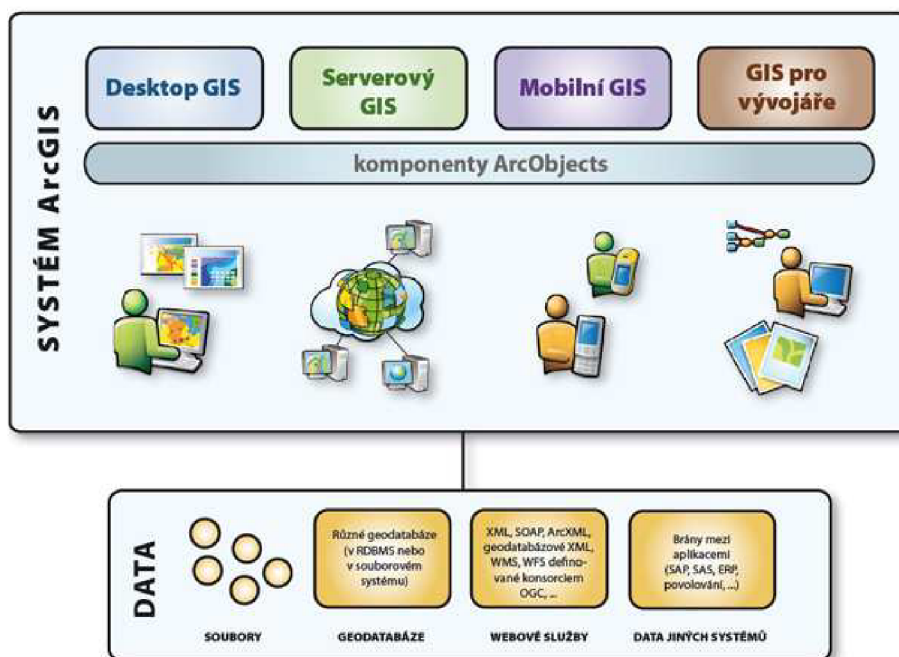 SYSTÉM ArcGIS
Desktop GIS
Serverový
GIS
Mobilní GIS
GIS pro
vývojáře
komponenty ArcObjects
DATA
SOUBORY
Různé geodatabáze
(v RDBMS nebo
v souborovém
systému)
GEODATABÁZE
XML, SOAP, ArcXML,
geodatabázové XML,
WMS, WFS defino-
vané konsorciem
OGC, ...
WEBOVÉ SLUŽBY
Brány mezi
aplikacemi
(SAP, SAS, ERP,
povolování, ...)
DATA JINÝCH SYSTÉMŮ